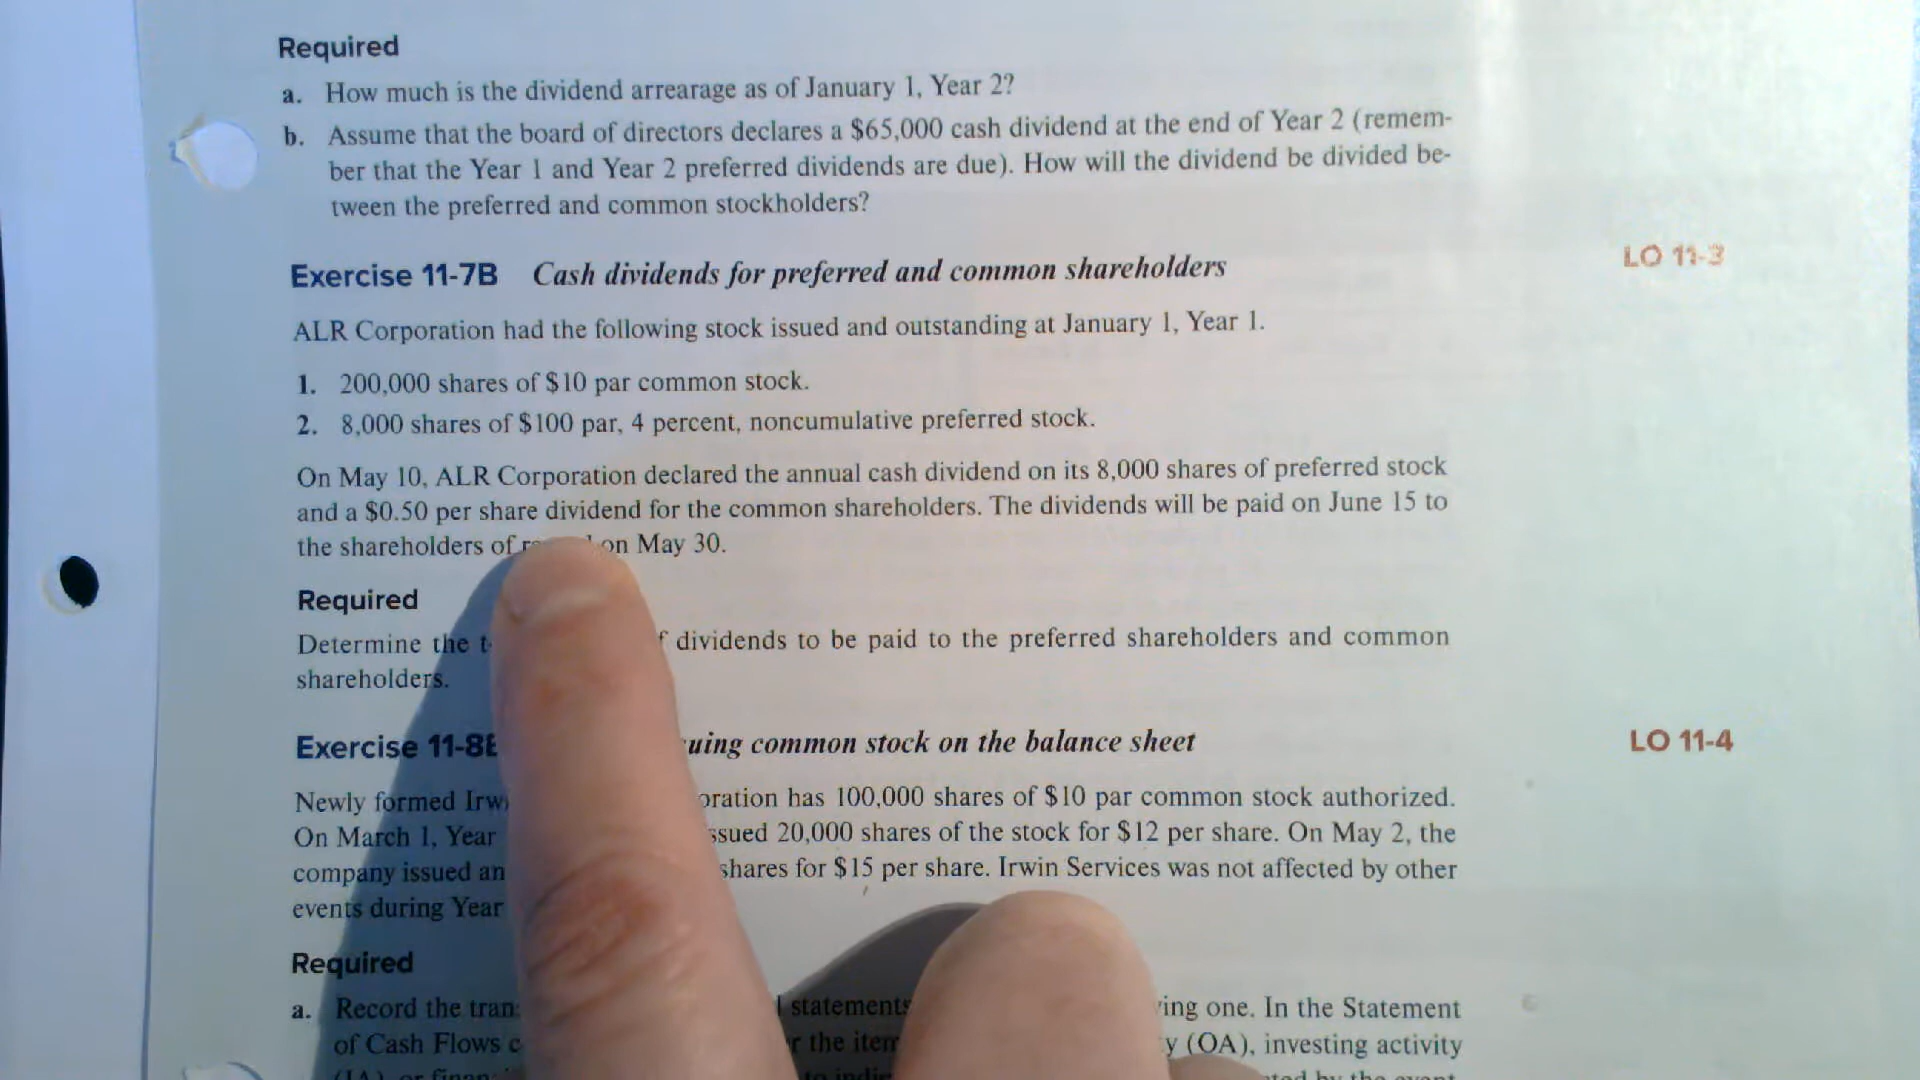 Required
a. How much is the dividend arrearage as of January 1, Year 2?
b. Assume that the board of directors declares a $65,000 cash dividend at the end of Year 2 (remem-
ber that the Year 1 and Year 2 preferred dividends are due). How will the dividend be divided be-
tween the preferred and common stockholders?
Exercise 11-7B Cash dividends for preferred and common shareholders
LO 11-3
ALR Corporation had the following stock issued and outstanding at January 1, Year 1.
1. 200,000 shares of $10 par common stock.
2. 8,000 shares of $100 par, 4 percent, noncumulative preferred stock.
On May 10, ALR Corporation declared the annual cash dividend on its 8,000 shares of preferred stock
and a $0.50 per share dividend for the common shareholders. The dividends will be paid on June 15 to
the shareholders of on May 30.
Required
Determine the dividends to be paid to the preferred shareholders and common
shareholders.
Exercise uing common stock on the balance sheet
LO 11-4
Newly formed oration has 100,000 shares of $10 par common stock authorized.
On March 1, Year ssued 20,000 shares of the stock for $12 per share. On May 2, the
company issued an shares for $15 per share. Irwin Services was not affected by other
events during Year
Required
a. Record the statements ing one. In the Statement
of Cash Flows the (OA), investing activity